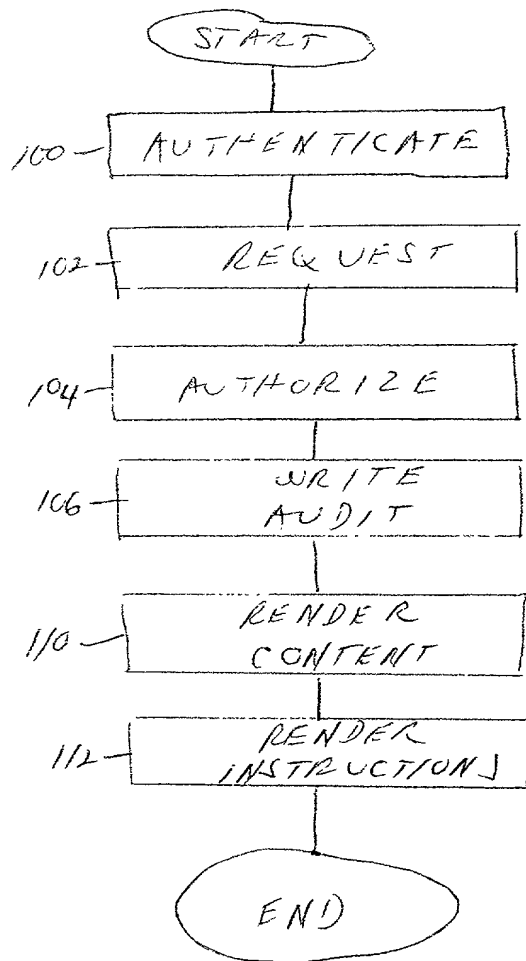 START
100 AUTHENTICATE
102 REQUEST
104 AUTHORIZE
WRITE
106 AUDIT
RENDER
110 CONTENT
RENDER
112 INSTRUCTIONS
END